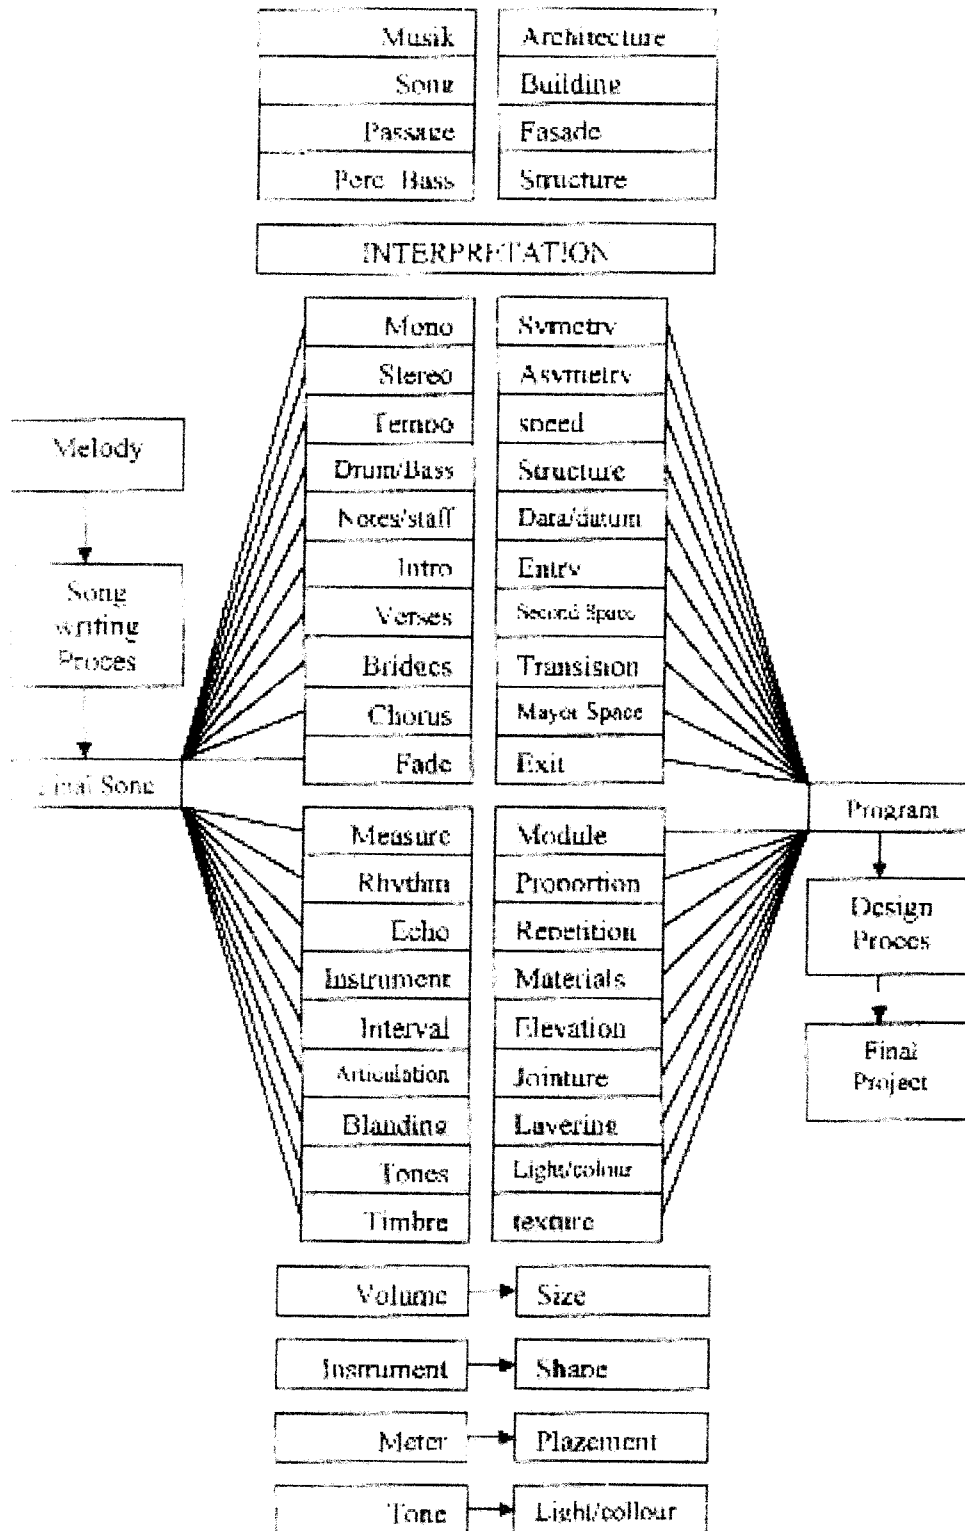 Musik Architecture
Song Building
Passage Fasade
Perc Bass Structure
INTERPRETATION
Mono Symetry
Stereo Asymetry
Tempo speed
Drum/Bass Structure
Notes/staff Data/datum
Intro Entry
Verses Second Space
Bridges Transision
Chorus Mayor Space
Fade Exit
Melody
Song
writing
Proces
Final Song
Measure Module
Rhythm Proportion
Echo Repetition
Instrument Materials
Interval Elevation
Articulation Jointure
Blanding Layering
Tones Light/colour
Timbre texture
Program
Design
Proces
Final
Project
Volume Size
Instrument Shape
Meter Plazement
Tone Light/collour